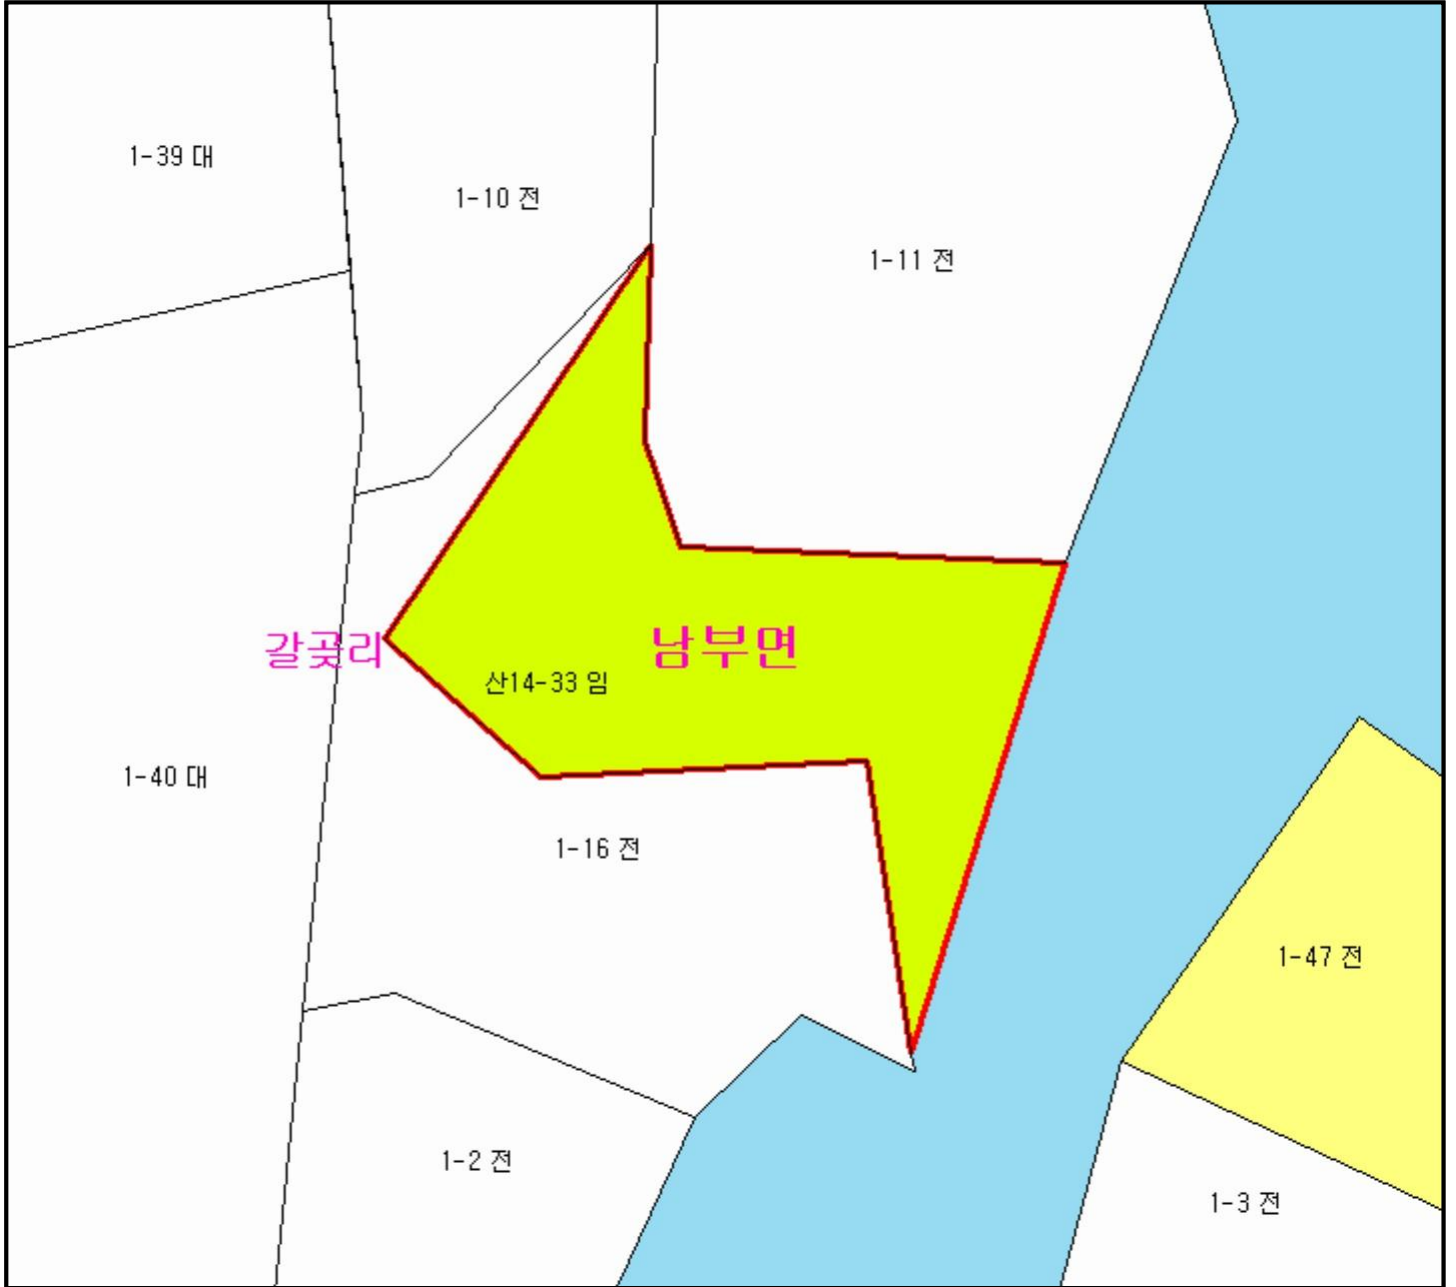 1-39 대
1-10 전
1-11 전
갈곶리
남부면
산14-33 임
1-40 대
1-16 전
1-47 전
1-2 전
1-3 전